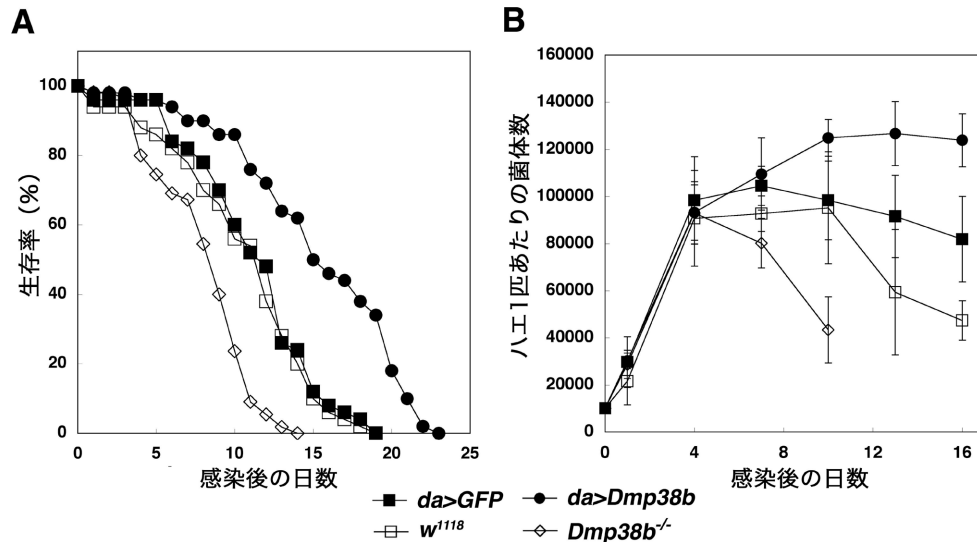 A
B
100
80
60
40
20
0
生存率（%）
0 5 10 15 20 25
感染後の日数
160000
140000
120000
100000
80000
60000
40000
20000
0
ハエ1匹あたりの菌体数
0 4 8 12 16
感染後の日数
da>GFP
da>Dmp38b
w1118
Dmp38b-/-